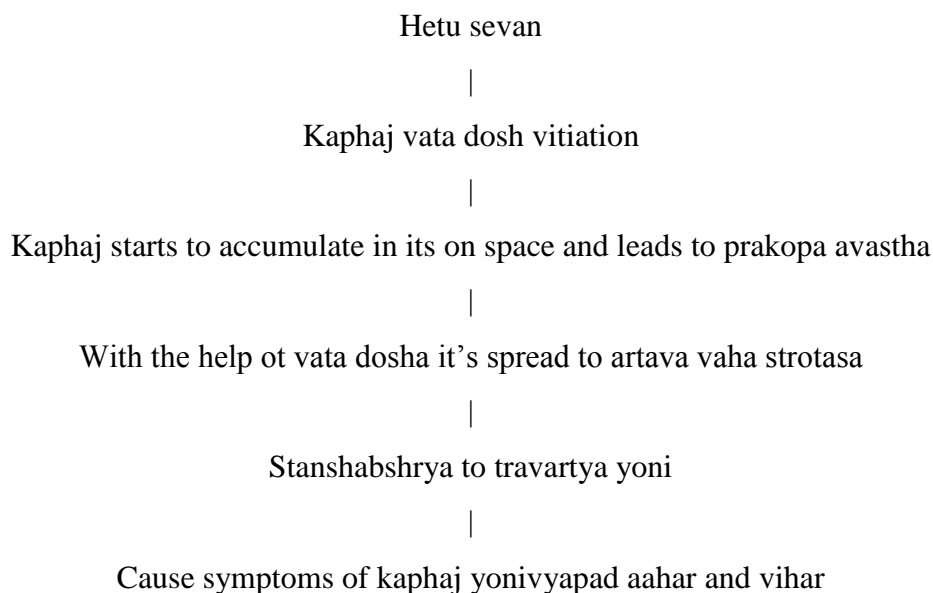 Hetu sevan
|
Kaphaj vata dosh vitiation
|
Kaphaj starts to accumulate in its on space and leads to prakopa avastha
|
With the help ot vata dosha it’s spread to artava vaha strotasa
|
Stanshabshrya to travartya yoni
|
Cause symptoms of kaphaj yonivyapad aahar and vihar